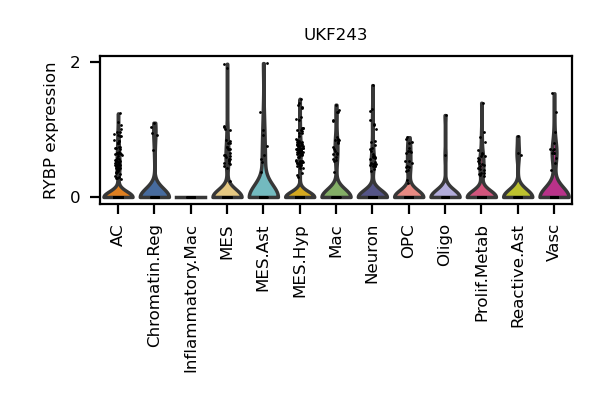 UKF243
RYBP expression
2
0
AC
Chromatin.Reg
Inflammatory.Mac
MES
MES.Ast
MES.Hyp
Mac
Neuron
OPC
Oligo
Prolif.Metab
Reactive.Ast
Vasc